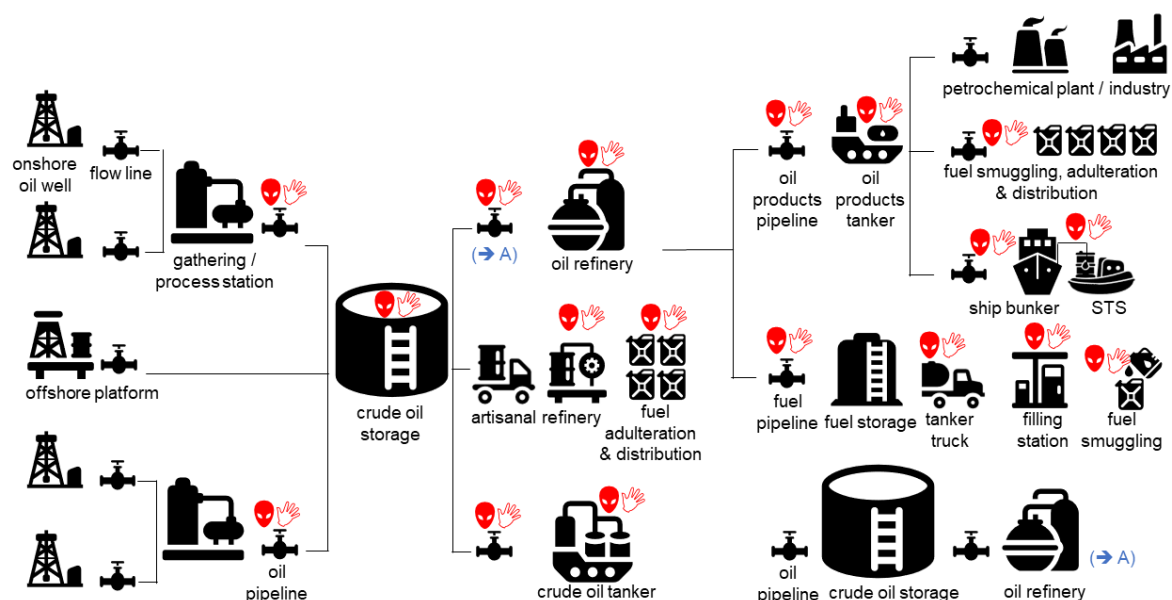 onshore
oil well
flow line
gathering /
process station
offshore platform
oil
pipeline
crude oil
storage
(➔ A)
oil refinery
artisanal refinery
fuel
adulteration
& distribution
crude oil tanker
oil
products
pipeline
oil
products
tanker
petrochemical plant / industry
fuel smuggling, adulteration
& distribution
ship bunker
STS
fuel
pipeline
fuel storage
tanker
truck
filling
station
fuel
smuggling
oil
pipeline
crude oil storage
oil refinery
(➔ A)